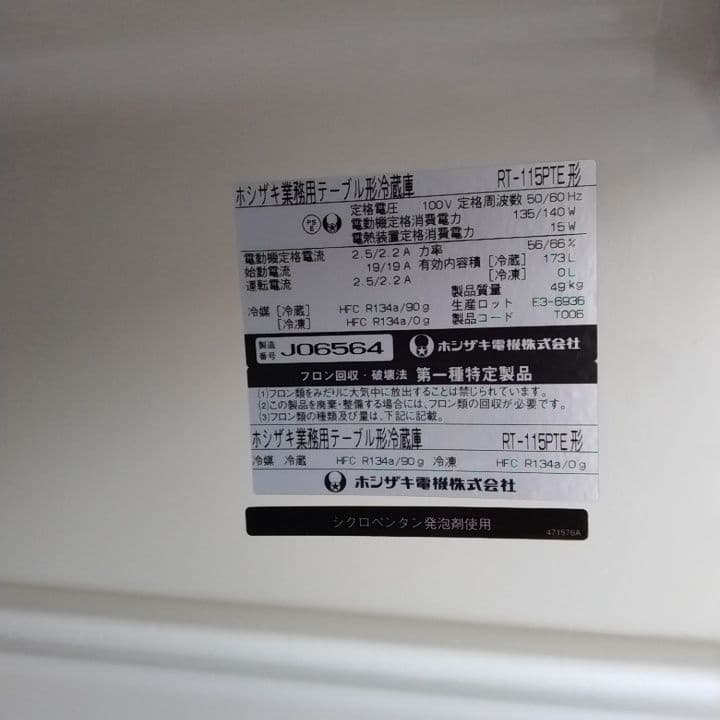 ホシザキ業務用テーブル形冷蔵庫 RT-115PTE形
PS E 定格電圧 100V 定格周波数 50/60Hz
電動機定格消費電力 135/140W
電熱装置定格消費電力 15W
電動機定格電流 2.5/2.2A 力率 56/66%
始動電流 19/19A 有効内容積 [冷蔵] 173L
[冷凍] 0L
運転電流 2.5/2.2A
製品質量 49kg
冷媒 [冷蔵] HFC R134a/90g 生産ロット E3-6936
[冷凍] HFC R134a/0g 製品コード T006
製造番号 J06564 ホシザキ電機株式会社
フロン回収・破壊法 第一種特定製品
(1)フロン類をみだりに大気中に放出することは禁じられています。
(2)この製品を廃棄・整備する場合には、フロン類の回収が必要です。
(3)フロン類の種類及び量は、下記に記載。
ホシザキ業務用テーブル形冷蔵庫 RT-115PTE形
冷媒 冷蔵 HFC R134a/90g 冷凍 HFC R134a/0g
ホシザキ電機株式会社
シクロペンタン発泡剤使用
471576A